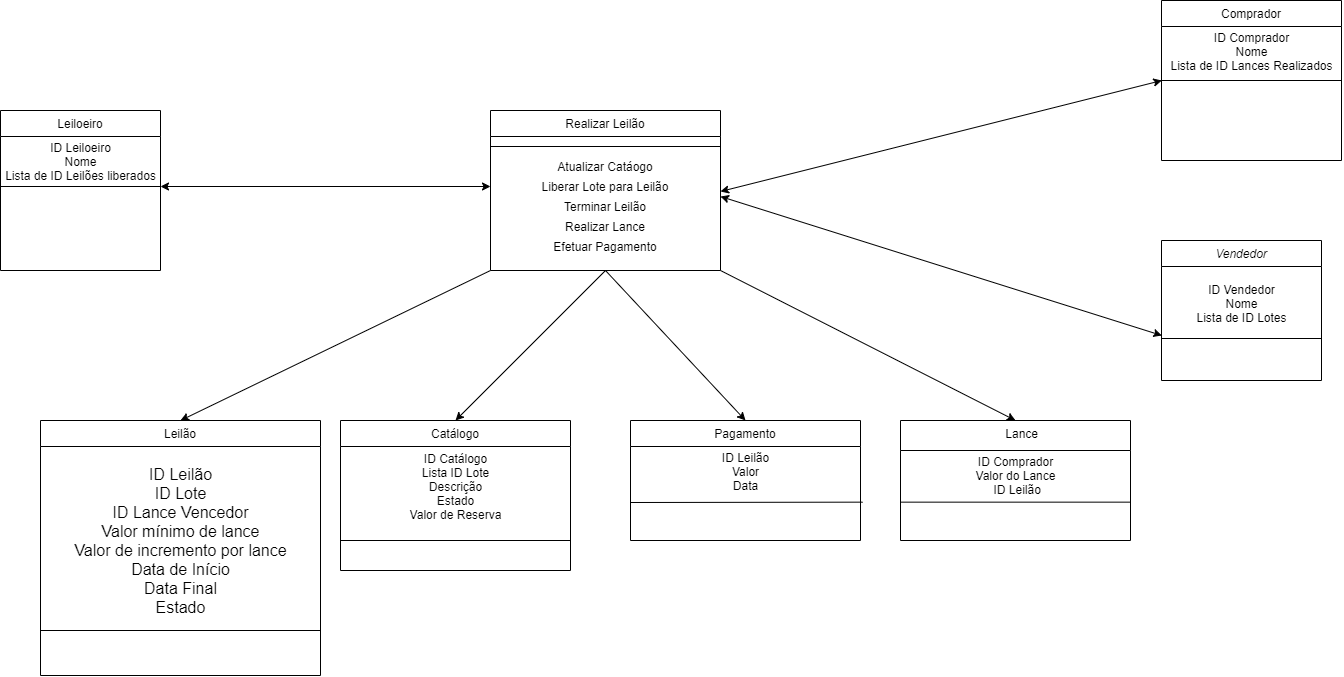 Comprador
ID Comprador
Nome
Lista de ID Lances Realizados
Leiloeiro
ID Leiloeiro
Nome
Lista de ID Leilões liberados
Realizar Leilão
Atualizar Catáogo
Liberar Lote para Leilão
Terminar Leilão
Realizar Lance
Efetuar Pagamento
Vendedor
ID Vendedor
Nome
Lista de ID Lotes
Leilão
ID Leilão
ID Lote
ID Lance Vencedor
Valor mínimo de lance
Valor de incremento por lance
Data de Início
Data Final
Estado
Catálogo
ID Catálogo
Lista ID Lote
Descrição
Estado
Valor de Reserva
Pagamento
ID Leilão
Valor
Data
Lance
ID Comprador
Valor do Lance
ID Leilão